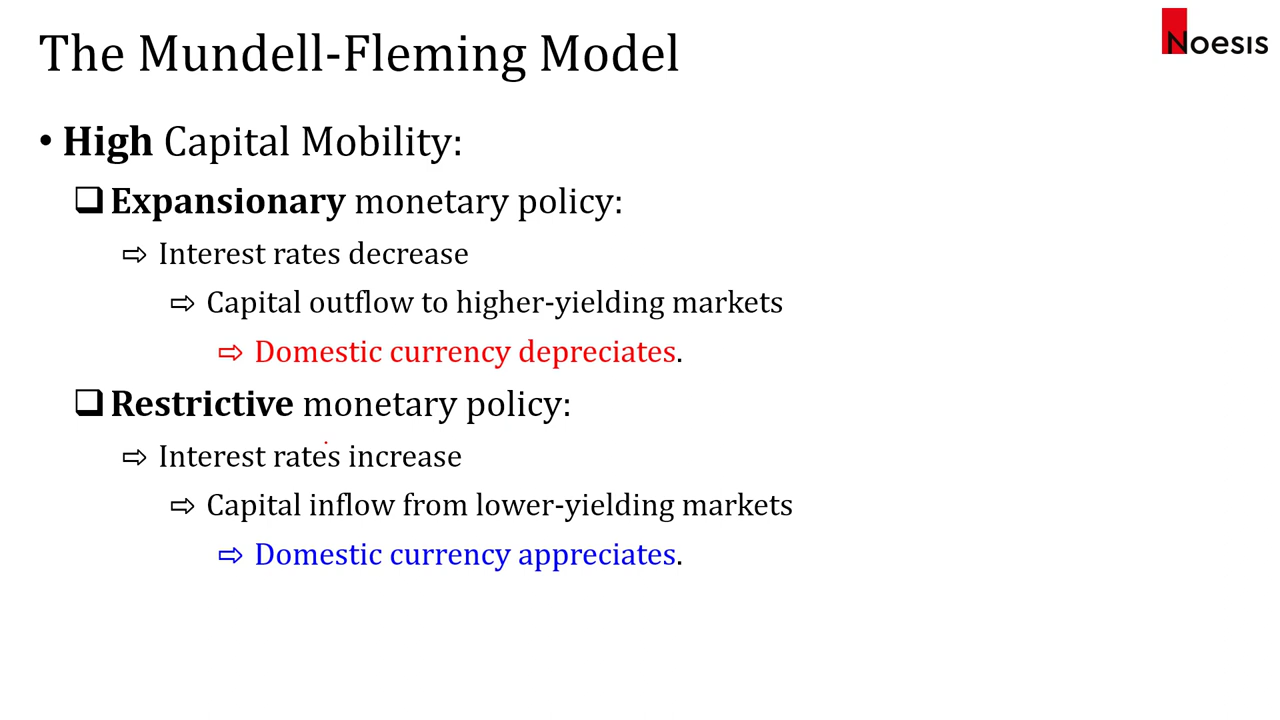 The Mundell-Fleming Model
Noesis
• High Capital Mobility:
❑ Expansionary monetary policy:
⇨ Interest rates decrease
⇨ Capital outflow to higher-yielding markets
⇨ Domestic currency depreciates.
❑ Restrictive monetary policy:
⇨ Interest rates increase
⇨ Capital inflow from lower-yielding markets
⇨ Domestic currency appreciates.